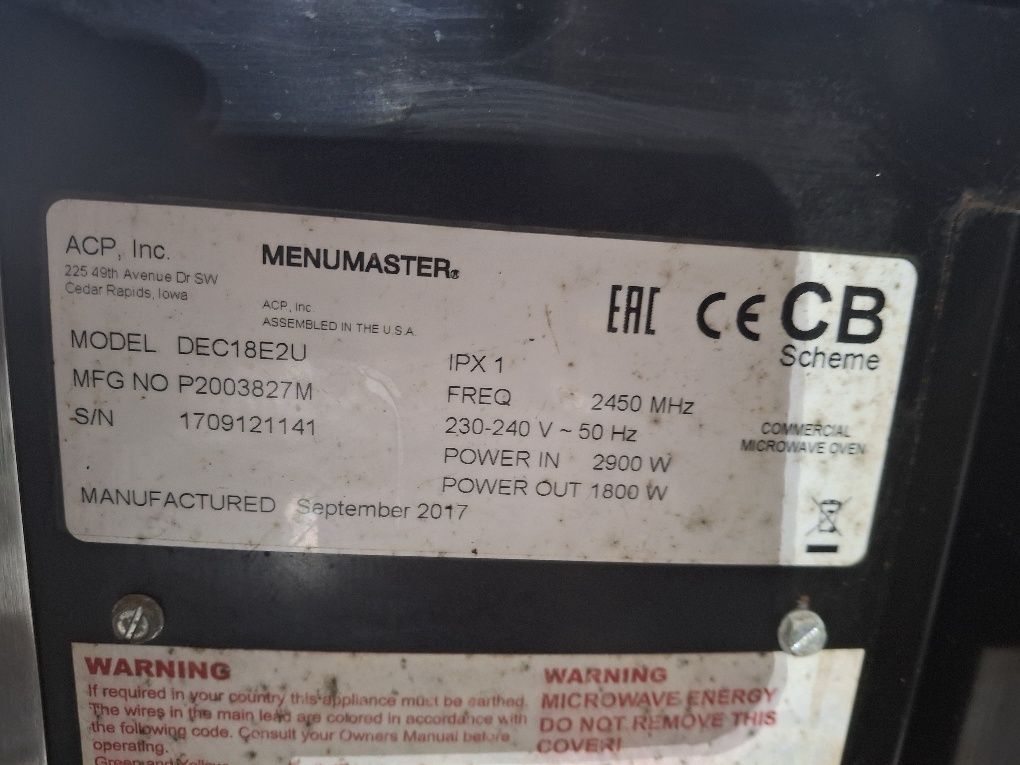 ACP, Inc.
225 49th Avenue Dr SW
Cedar Rapids, Iowa
MENUMASTER®
ACP, Inc
ASSEMBLED IN THE U.S.A.
MODEL DEC18E2U
MFG NO P2003827M
S/N 1709121141
MANUFACTURED September 2017
IPX 1
FREQ 2450 MHz
230-240 V ~ 50 Hz
POWER IN 2900 W
POWER OUT 1800 W
EAC CE CB
Scheme
COMMERCIAL
MICROWAVE OVEN
WARNING
If required in your country this appliance must be earthed.
The wires in the main lead are colored in accordance with
the following code. Consult your Owners Manual before
operating.
Green and Yellow
WARNING
MICROWAVE ENERGY
DO NOT REMOVE THIS
COVER!